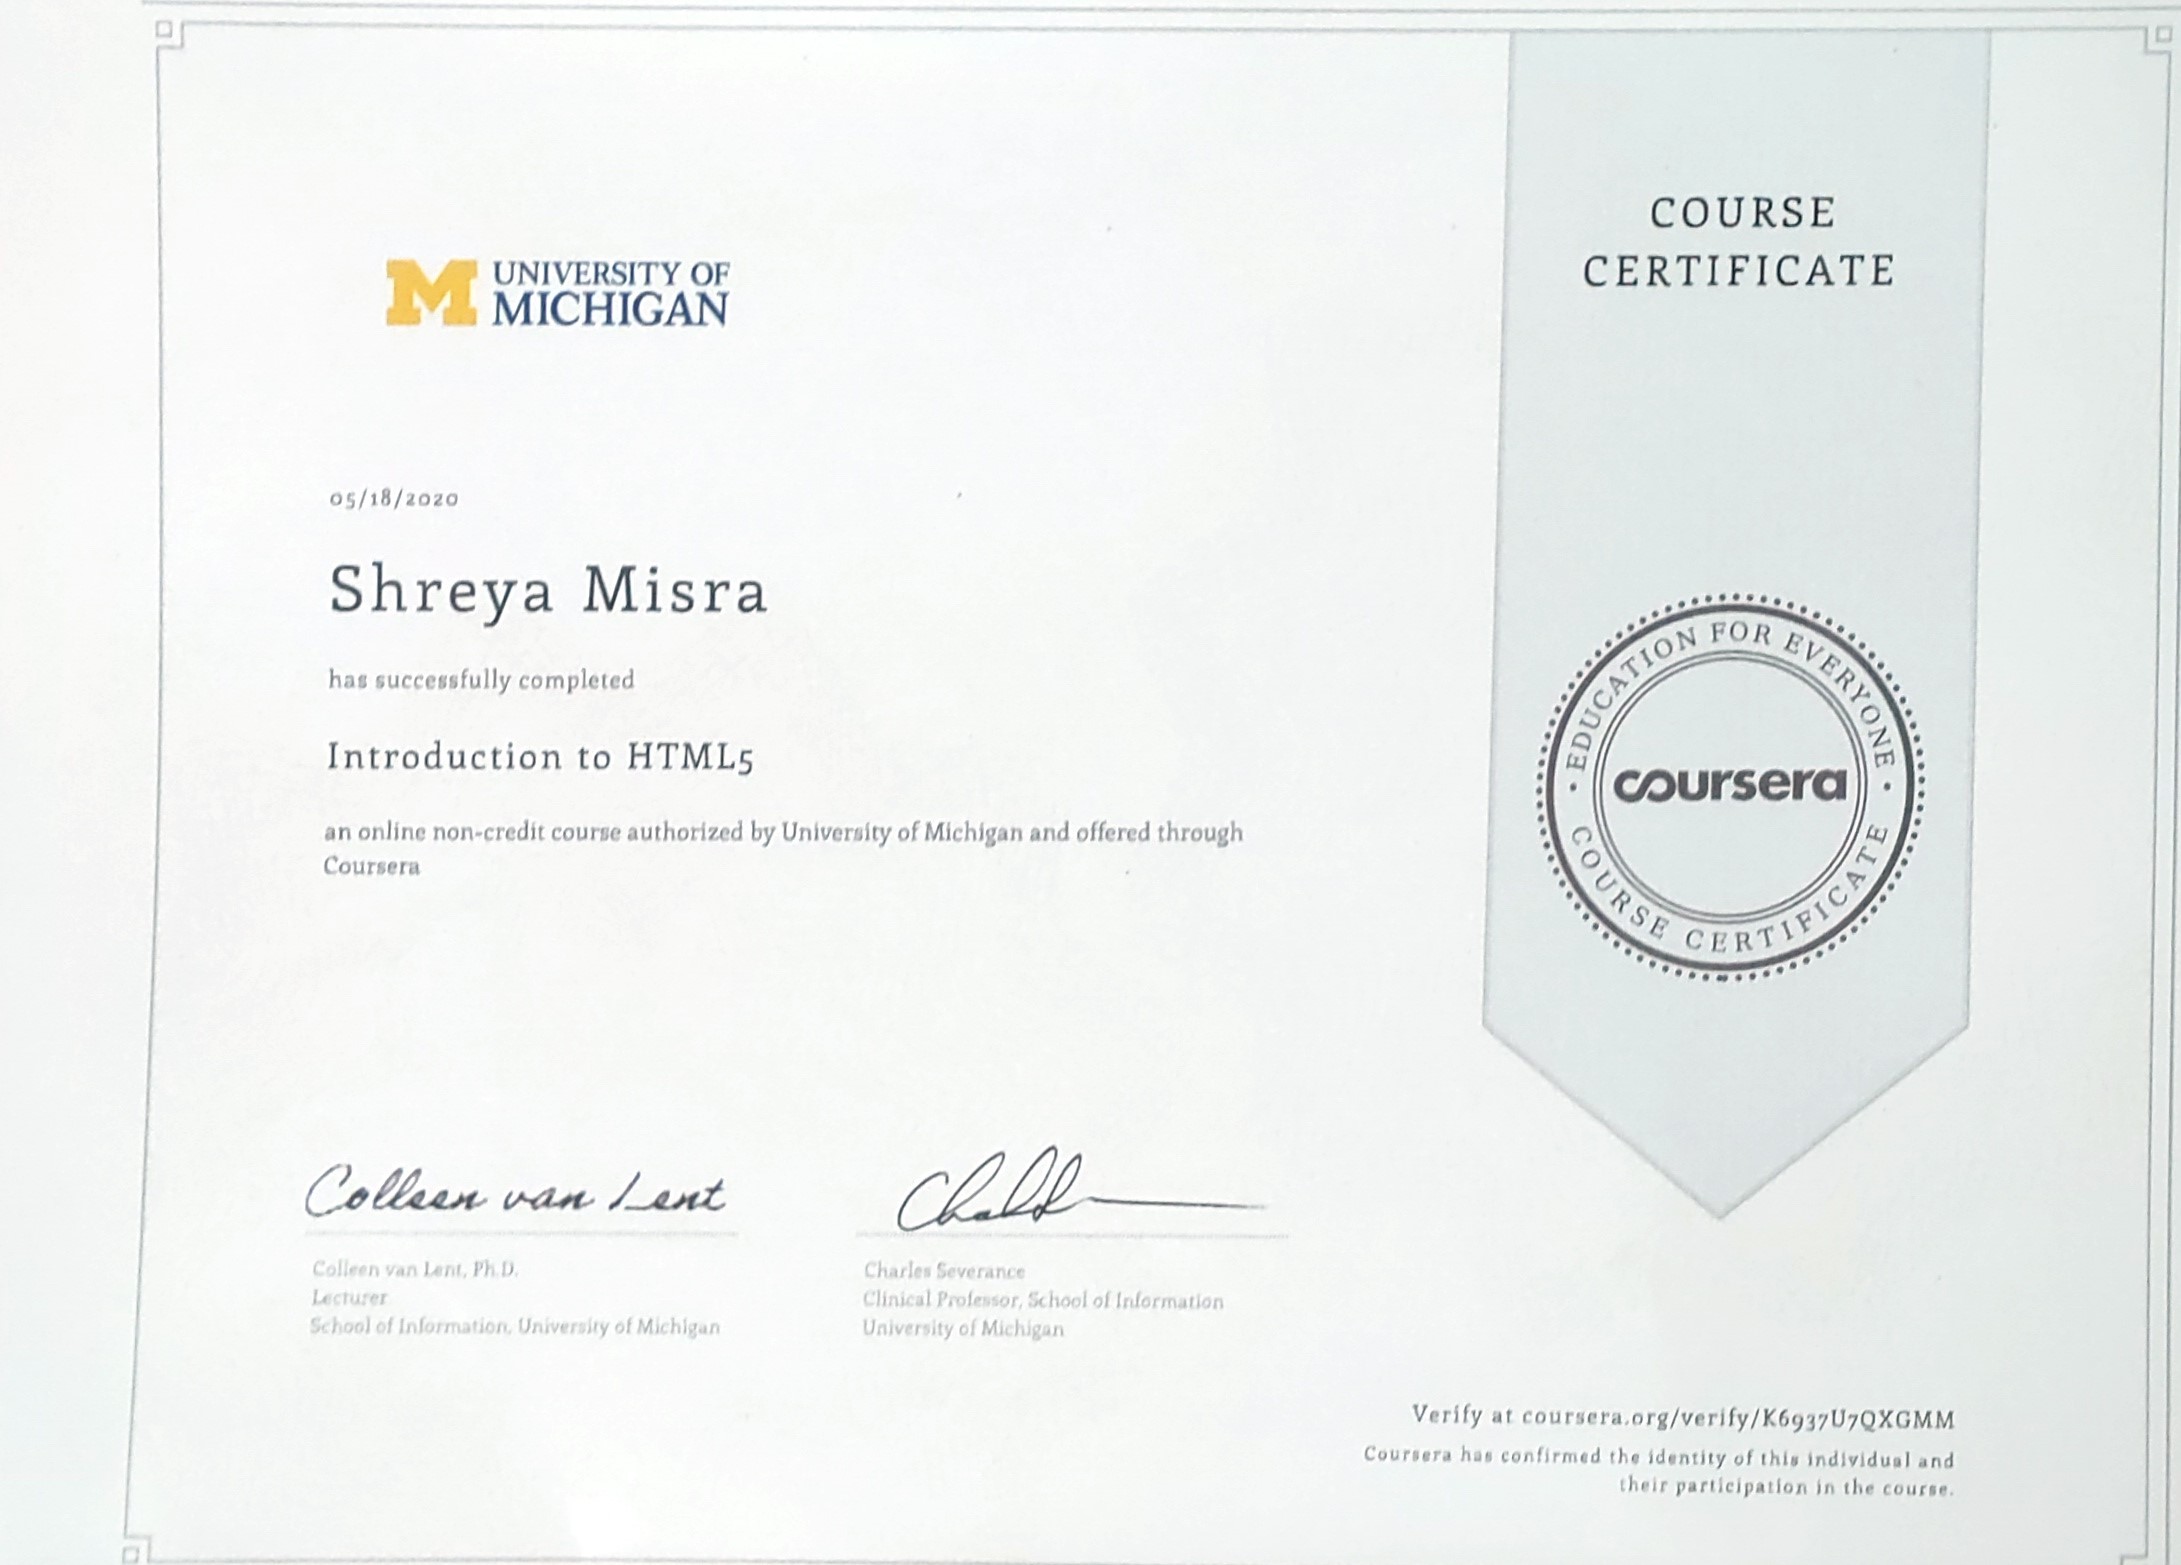 UNIVERSITY OF
MICHIGAN
COURSE
CERTIFICATE
05/18/2020
Shreya Misra
has successfully completed
Introduction to HTML5
an online non-credit course authorized by University of Michigan and offered through
Coursera
EDUCATION FOR EVERYONE
coursera
COURSE CERTIFICATE
Colleen van Lent
Colleen van Lent, Ph.D.
Lecturer
School of Information, University of Michigan
Charles Severance
Clinical Professor, School of Information
University of Michigan
Verify at coursera.org/verify/K6937U7QXGMM
Coursera has confirmed the identity of this individual and
their participation in the course.